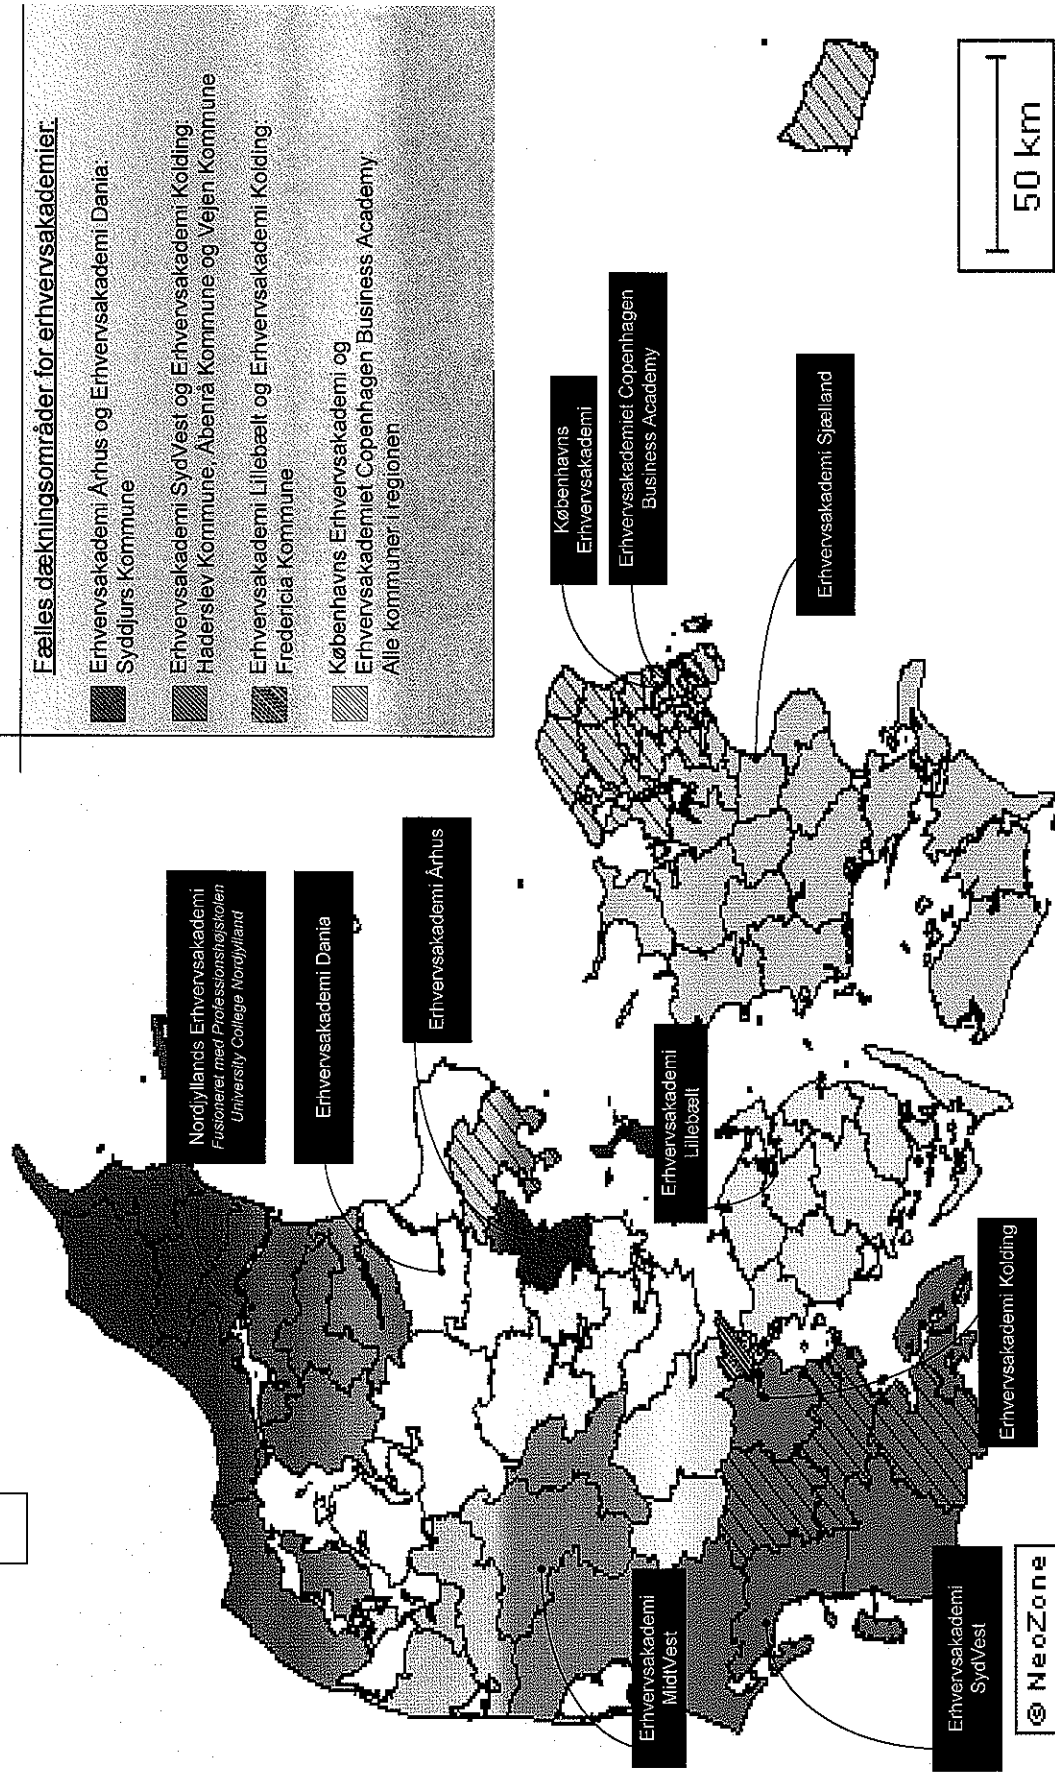 Fælles dækningsområder for erhvervsakademier:
Erhvervsakademi Århus og Erhvervsakademi Dania:
Syddjurs Kommune
Erhvervsakademi SydVest og Erhvervsakademi Kolding:
Haderslev Kommune, Åbenrå Kommune og Vejen Kommune
Erhvervsakademi Lillebælt og Erhvervsakademi Kolding:
Fredericia Kommune
Københavns Erhvervsakademi og
Erhvervsakademiet Copenhagen Business Academy:
Alle kommuner i regionen
Nordjyllands Erhvervsakademi
Fusioneret med Professionshøjskolen
University College Nordjylland
Erhvervsakademi Dania
Erhvervsakademi Århus
Københavns
Erhvervsakademi
Erhvervsakademiet Copenhagen
Business Academy
Erhvervsakademi Sjælland
Erhvervsakademi
Lillebælt
Erhvervsakademi Kolding
Erhvervsakademi
MidtVest
Erhvervsakademi
SydVest
© NeoZone
50 km